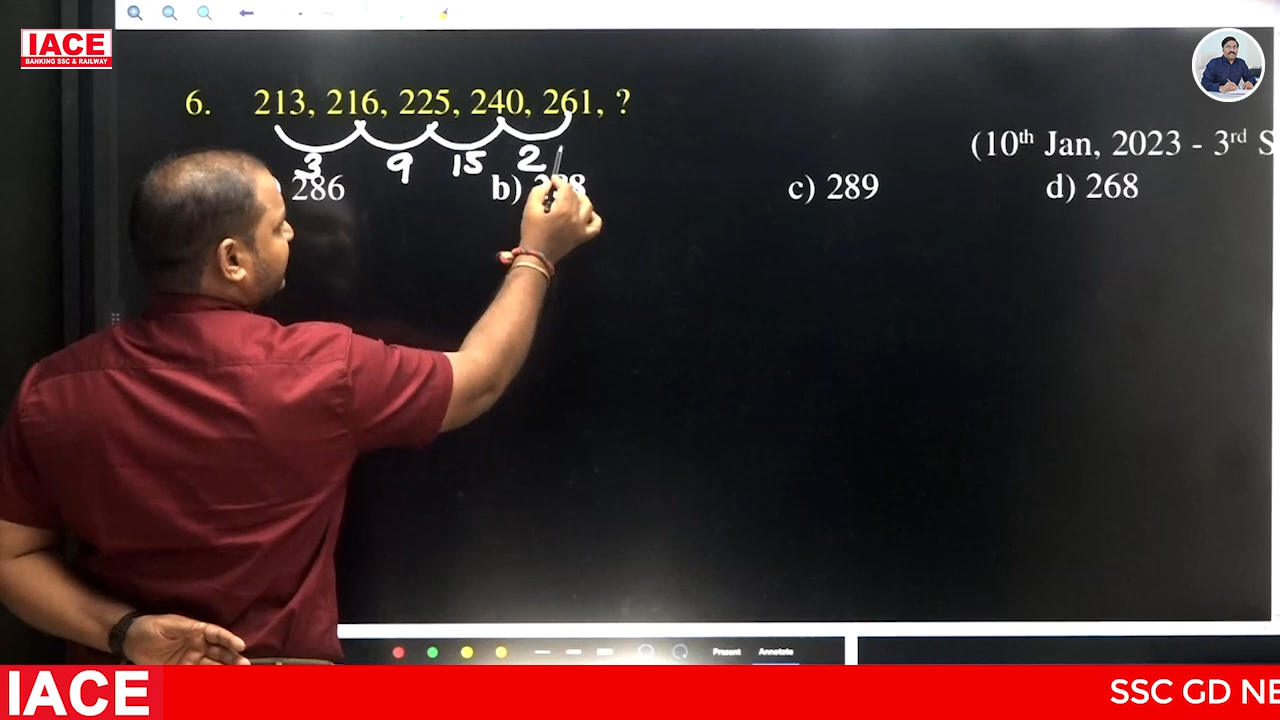 IACE
BANKING SSC & RAILWAY
6. 213, 216, 225, 240, 261, ?
3 9 15 2
(10th Jan, 2023 - 3rd S
286 b) c) 289 d) 268
Present Annotate
IACE
SSC GD NE